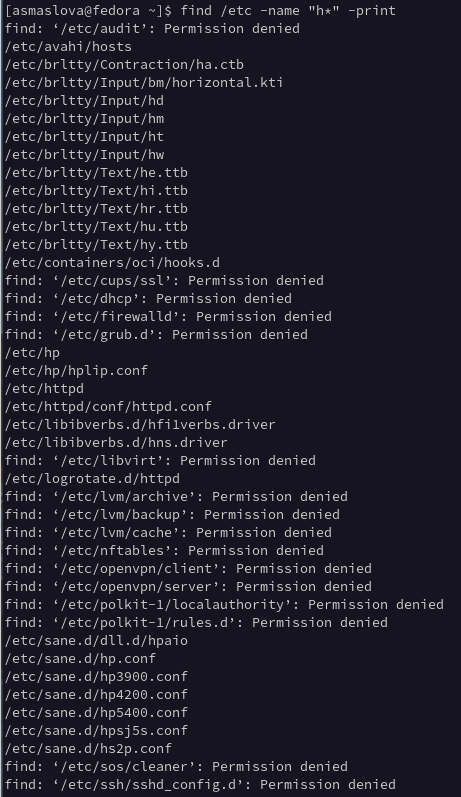 [asmaslova@fedora ~]$ find /etc -name "h*" -print
find: ‘/etc/audit’: Permission denied
/etc/avahi/hosts
/etc/brltty/Contraction/ha.ctb
/etc/brltty/Input/bm/horizontal.kti
/etc/brltty/Input/hd
/etc/brltty/Input/hm
/etc/brltty/Input/ht
/etc/brltty/Input/hw
/etc/brltty/Text/he.ttb
/etc/brltty/Text/hi.ttb
/etc/brltty/Text/hr.ttb
/etc/brltty/Text/hu.ttb
/etc/brltty/Text/hy.ttb
/etc/containers/oci/hooks.d
find: ‘/etc/cups/ssl’: Permission denied
find: ‘/etc/dhcp’: Permission denied
find: ‘/etc/firewalld’: Permission denied
find: ‘/etc/grub.d’: Permission denied
/etc/hp
/etc/hp/hplip.conf
/etc/httpd
/etc/httpd/conf/httpd.conf
/etc/libibverbs.d/hfi1verbs.driver
/etc/libibverbs.d/hns.driver
find: ‘/etc/libvirt’: Permission denied
/etc/logrotate.d/httpd
find: ‘/etc/lvm/archive’: Permission denied
find: ‘/etc/lvm/backup’: Permission denied
find: ‘/etc/lvm/cache’: Permission denied
find: ‘/etc/nftables’: Permission denied
find: ‘/etc/openvpn/client’: Permission denied
find: ‘/etc/openvpn/server’: Permission denied
find: ‘/etc/polkit-1/localauthority’: Permission denied
find: ‘/etc/polkit-1/rules.d’: Permission denied
/etc/sane.d/dll.d/hpaio
/etc/sane.d/hp.conf
/etc/sane.d/hp3900.conf
/etc/sane.d/hp4200.conf
/etc/sane.d/hp5400.conf
/etc/sane.d/hpsj5s.conf
/etc/sane.d/hs2p.conf
find: ‘/etc/sos/cleaner’: Permission denied
find: ‘/etc/ssh/sshd_config.d’: Permission denied